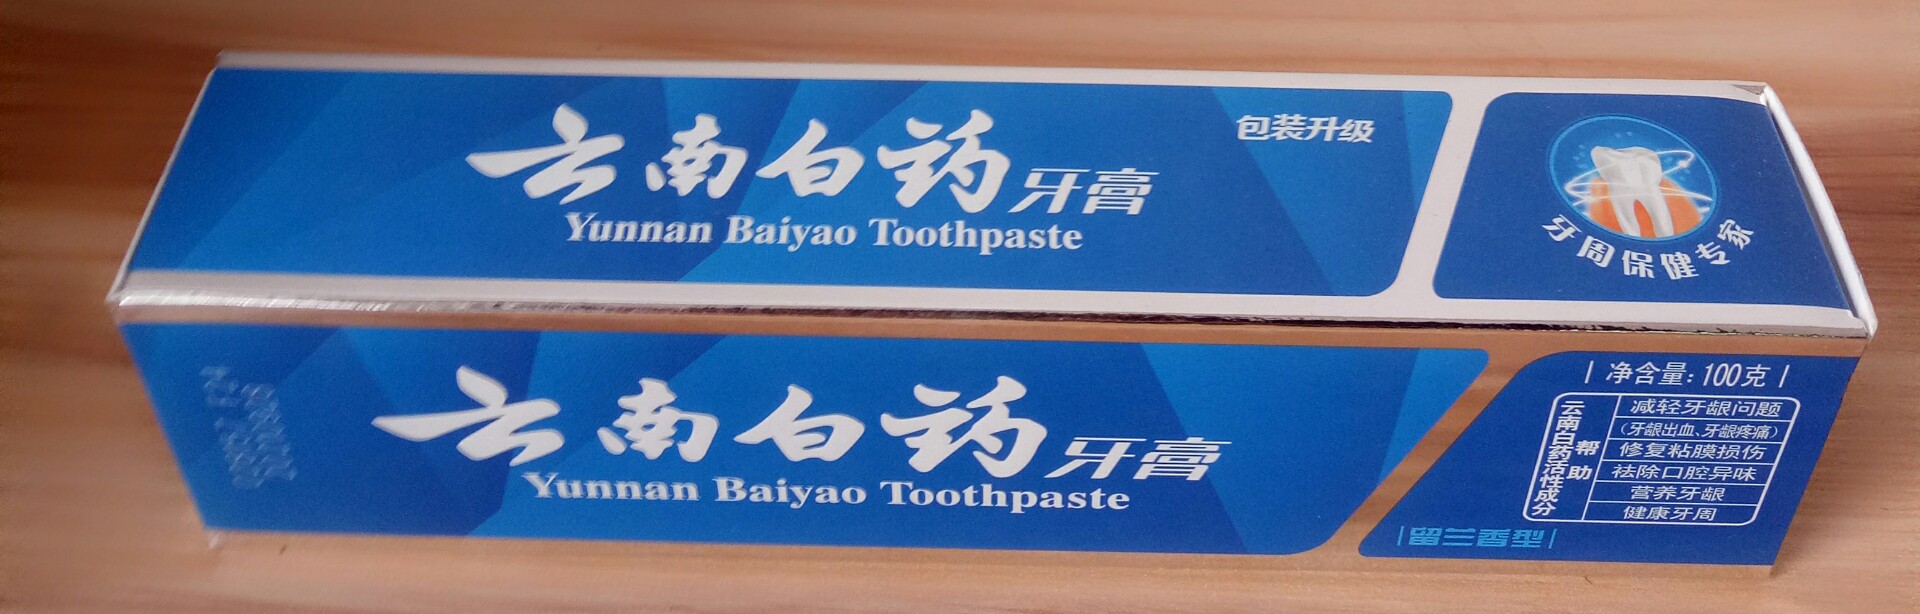 包装升级
云南白药牙膏
Yunnan Baiyao Toothpaste
牙周保健专家
云南白药牙膏
Yunnan Baiyao Toothpaste
净含量:100克
云南白药活性成分
帮助
减轻牙龈问题
(牙龈出血、牙龈疼痛)
修复粘膜损伤
祛除口腔异味
营养牙龈
健康牙周
留兰香型